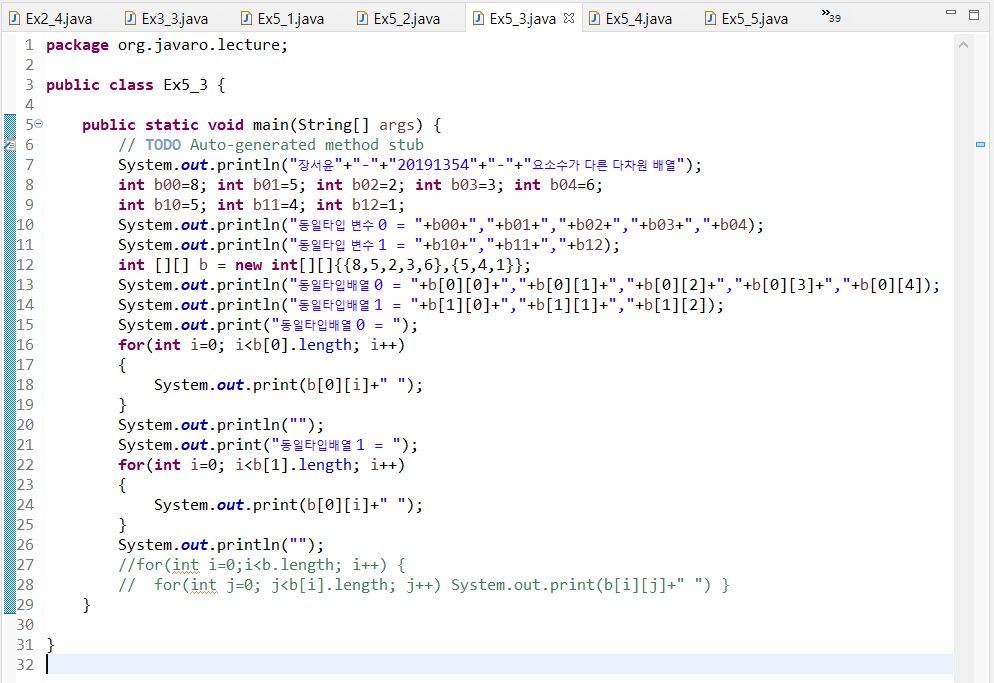 Ex2_4.java Ex3_3.java Ex5_1.java Ex5_2.java Ex5_3.java Ex5_4.java Ex5_5.java »39
1 package org.javaro.lecture;
2
3 public class Ex5_3 {
4
5 public static void main(String[] args) {
6 // TODO Auto-generated method stub
7 System.out.println("장서윤"+"-"+"20191354"+"-"+"요소수가 다른 다차원 배열");
8 int b00=8; int b01=5; int b02=2; int b03=3; int b04=6;
9 int b10=5; int b11=4; int b12=1;
10 System.out.println("동일타입 변수0 = "+b00+","+b01+","+b02+","+b03+","+b04);
11 System.out.println("동일타입 변수1 = "+b10+","+b11+","+b12);
12 int [][] b = new int[][]{{8,5,2,3,6},{5,4,1}};
13 System.out.println("동일타입배열0 = "+b[0][0]+","+b[0][1]+","+b[0][2]+","+b[0][3]+","+b[0][4]);
14 System.out.println("동일타입배열1 = "+b[1][0]+","+b[1][1]+","+b[1][2]);
15 System.out.print("동일타입배열0 = ");
16 for(int i=0; i<b[0].length; i++)
17 {
18 System.out.print(b[0][i]+" ");
19 }
20 System.out.println("");
21 System.out.print("동일타입배열1 = ");
22 for(int i=0; i<b[1].length; i++)
23 {
24 System.out.print(b[0][i]+" ");
25 }
26 System.out.println("");
27 //for(int i=0;i<b.length; i++) {
28 // for(int j=0; j<b[i].length; j++) System.out.print(b[i][j]+" ") }
29 }
30
31 }
32